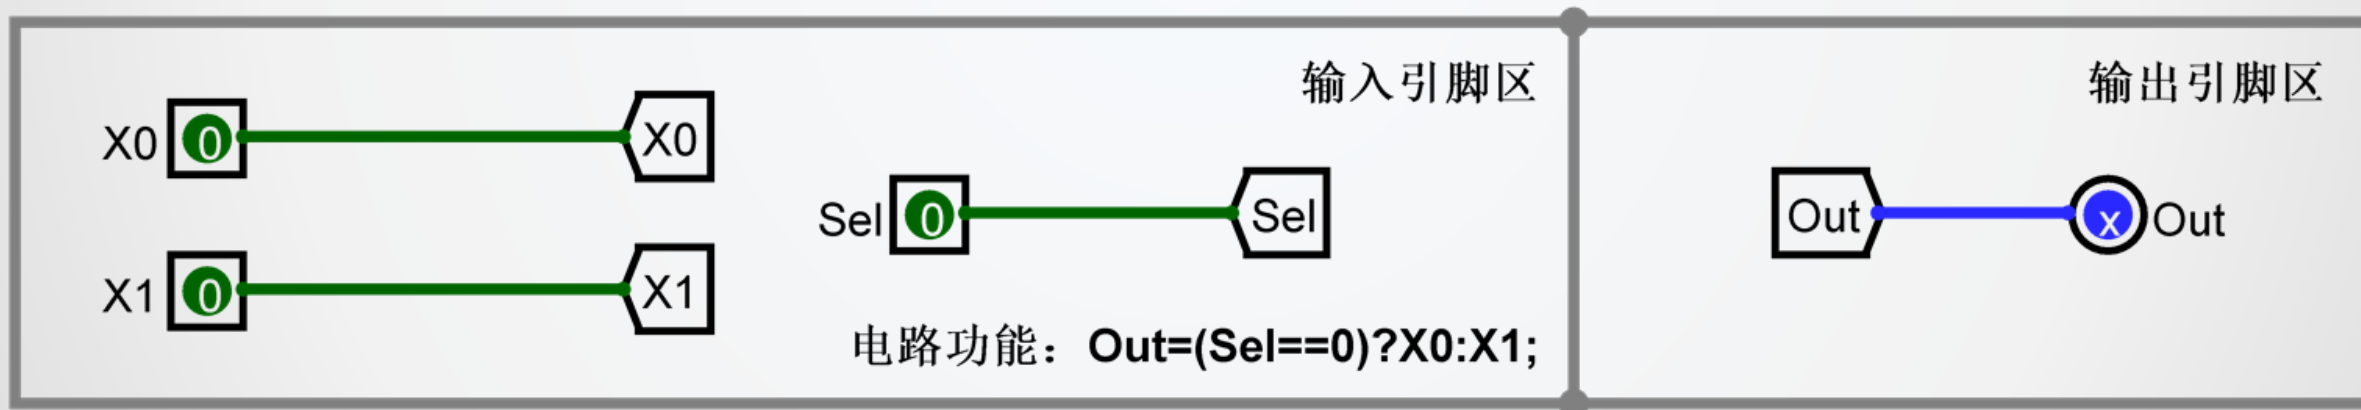 输入引脚区
输出引脚区
X0 0 X0
Sel 0 Sel
Out x Out
X1 0 X1
电路功能：Out=(Sel==0)?X0:X1;